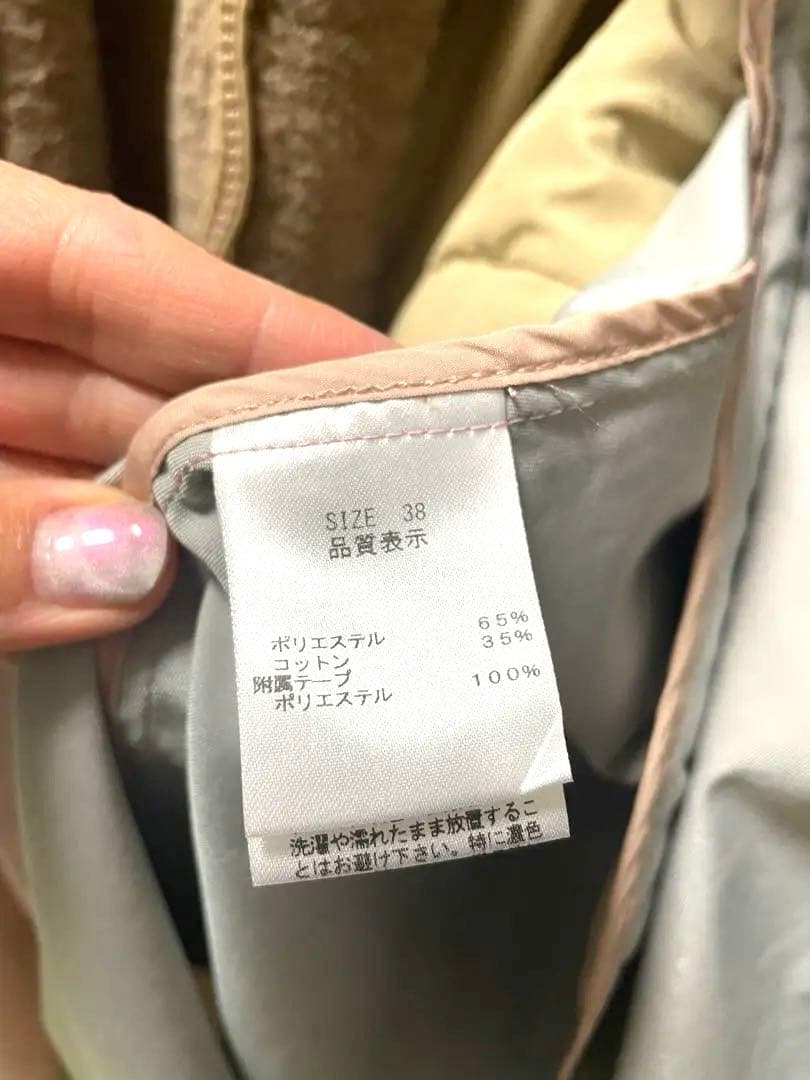 SIZE 38
品質表示
ポリエステル 65%
コットン 35%
附属テープ
ポリエステル 100%
洗濯や濡れたまま放置するこ
とはお避け下さい。特に濃色